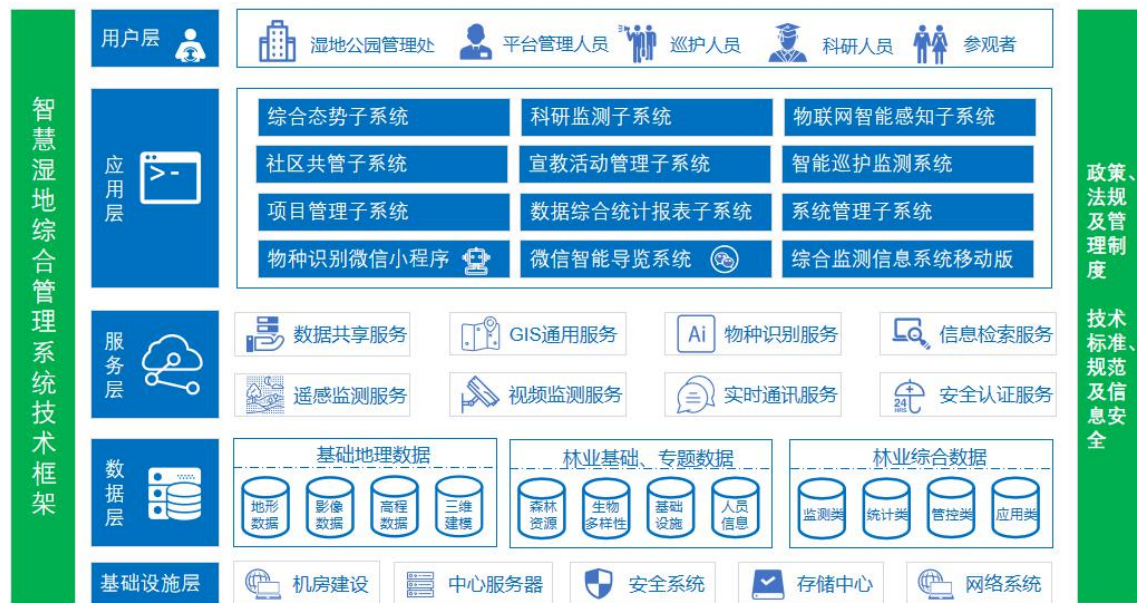 智慧湿地综合管理系统技术框架
用户层
湿地公园管理处
平台管理人员
巡护人员
科研人员
参观者
应用层
综合态势子系统
科研监测子系统
物联网智能感知子系统
社区共管子系统
宣教活动管理子系统
智能巡护监测系统
项目管理子系统
数据综合统计报表子系统
系统管理子系统
物种识别微信小程序
微信智能导览系统
综合监测信息系统移动版
服务层
数据共享服务
GIS通用服务
Ai
物种识别服务
信息检索服务
遥感监测服务
视频监测服务
实时通讯服务
24
HRS
安全认证服务
数据层
基础地理数据
地形
数据
影像
数据
高程
数据
三维
建模
林业基础、专题数据
森林
资源
生物
多样性
基础
设施
人员
信息
林业综合数据
监测类
统计类
管控类
应用类
基础设施层
机房建设
中心服务器
安全系统
存储中心
网络系统
政策、
法规
及管
理制
度
技术
标准、
规范
及信
息安
全